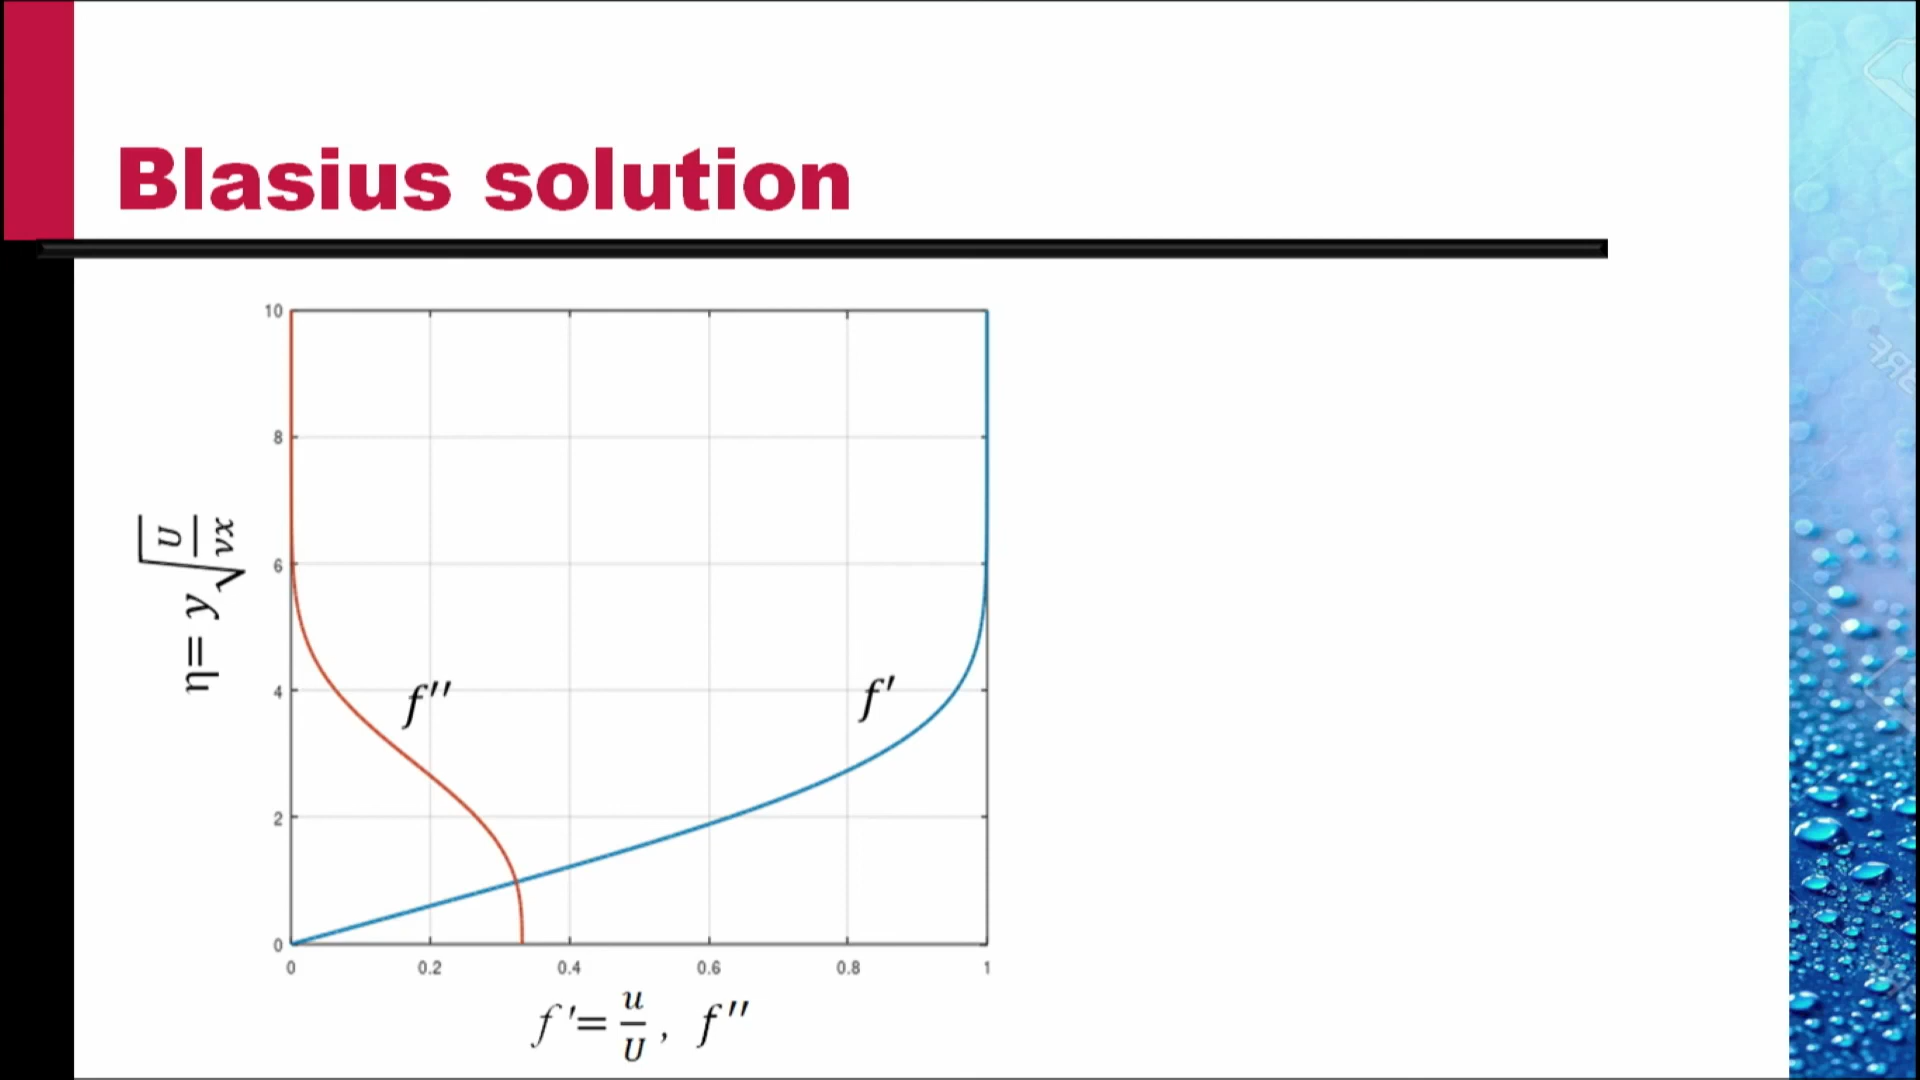 Blasius solution
10
8
6
4
2
0
η= y√(U/νx)
f''
f'
0 0.2 0.4 0.6 0.8 1
f'= u/U , f''